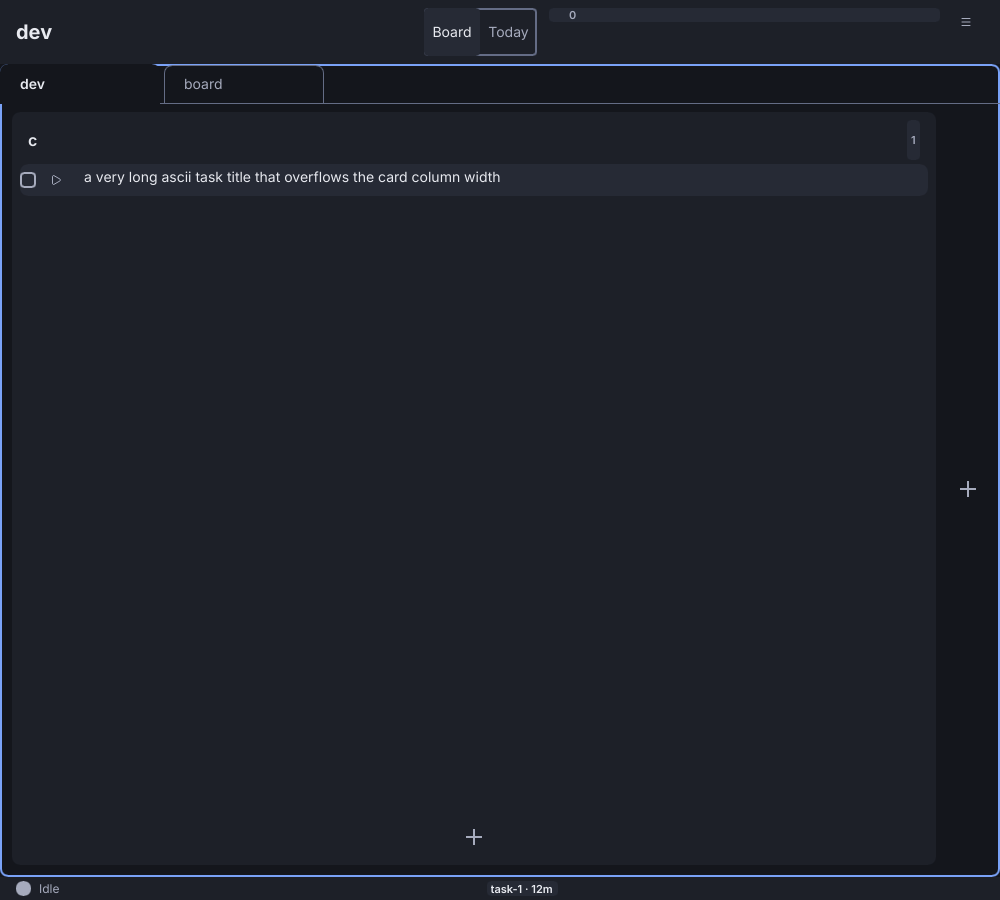 dev
Board Today
0
dev
board
c
1
a very long ascii task title that overflows the card column width
Idle
task-1 · 12m